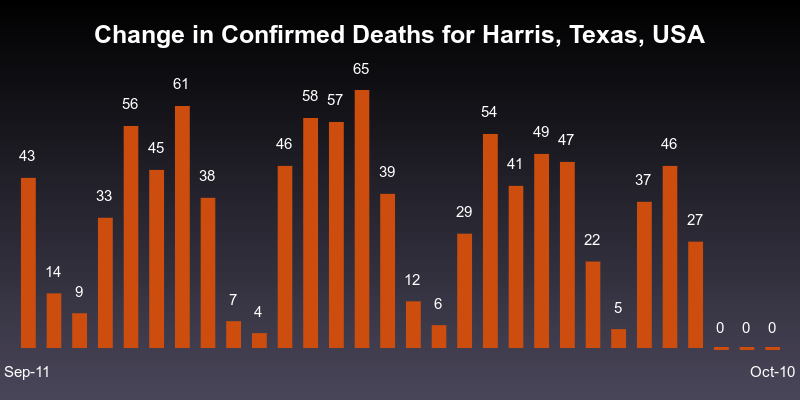 Change in Confirmed Deaths for Harris, Texas, USA
43 14 9 33 56 45 61 38 7 4 46 58 57 65 39 12 6 29 54 41 49 47 22 5 37 46 27 0 0 0
Sep-11 Oct-10